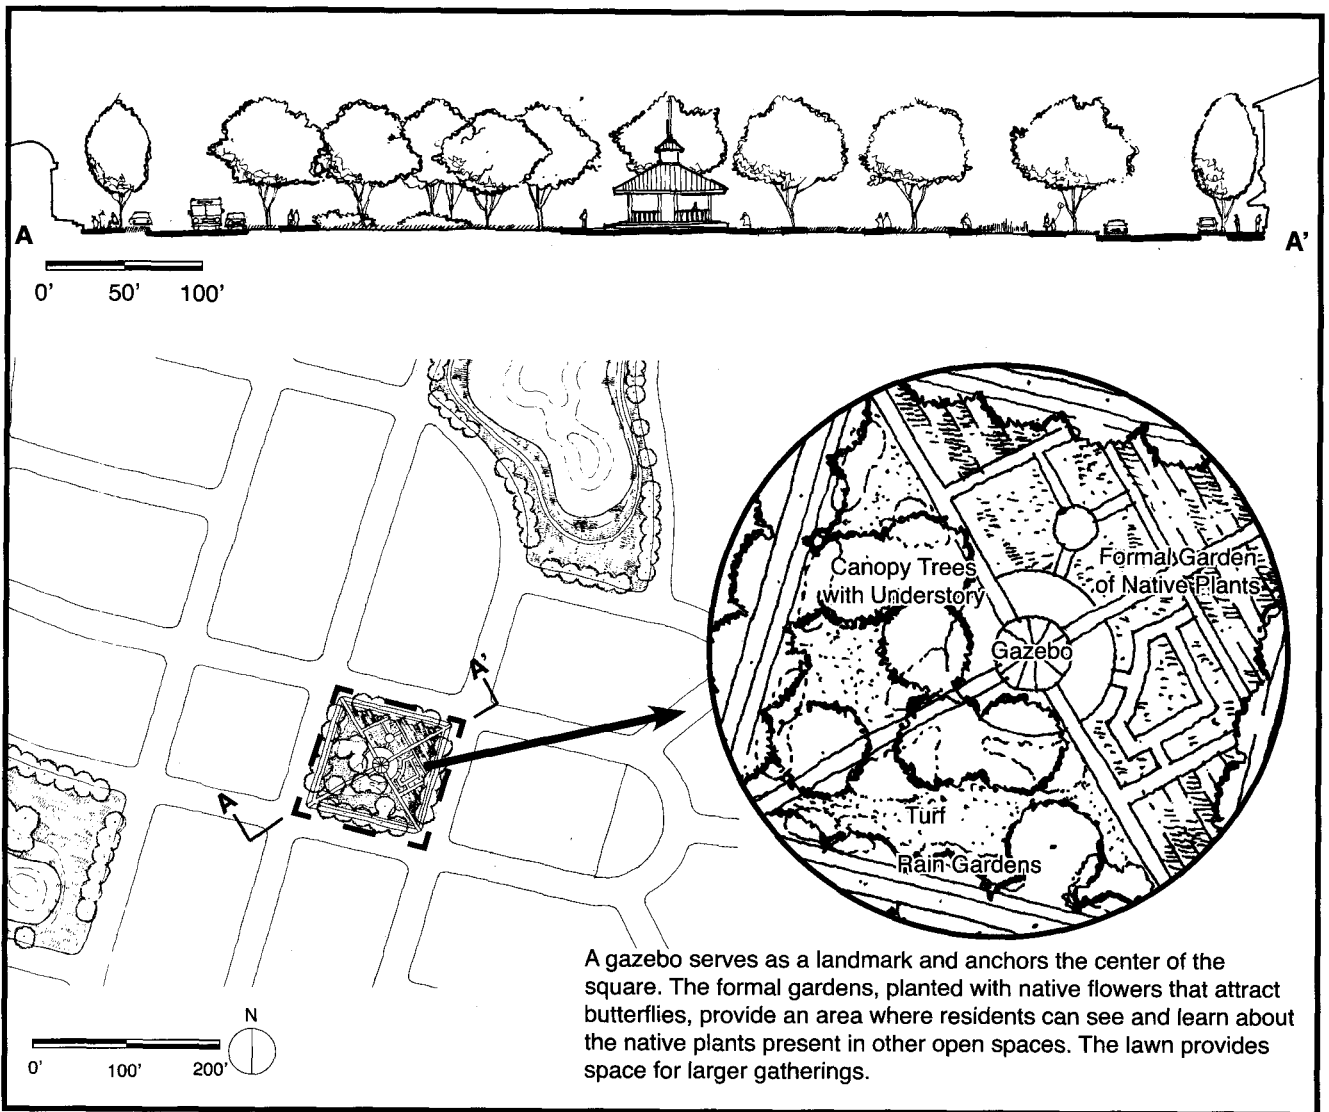 A
A'
0' 50' 100'
Canopy Trees
with Understory
Formal Garden
of Native Plants
Gazebo
Turf
Rain Gardens
A'
A
A gazebo serves as a landmark and anchors the center of the
square. The formal gardens, planted with native flowers that attract
butterflies, provide an area where residents can see and learn about
the native plants present in other open spaces. The lawn provides
space for larger gatherings.
N
0' 100' 200'